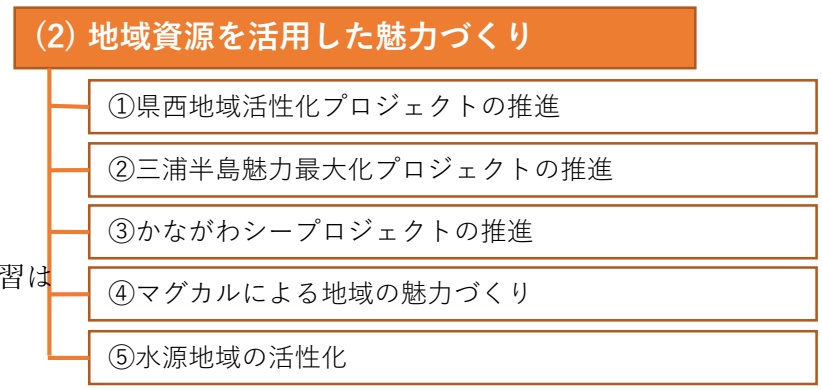 (2) 地域資源を活用した魅力づくり
①県西地域活性化プロジェクトの推進
②三浦半島魅力最大化プロジェクトの推進
③かながわシープロジェクトの推進
習は
④マグカルによる地域の魅力づくり
⑤水源地域の活性化